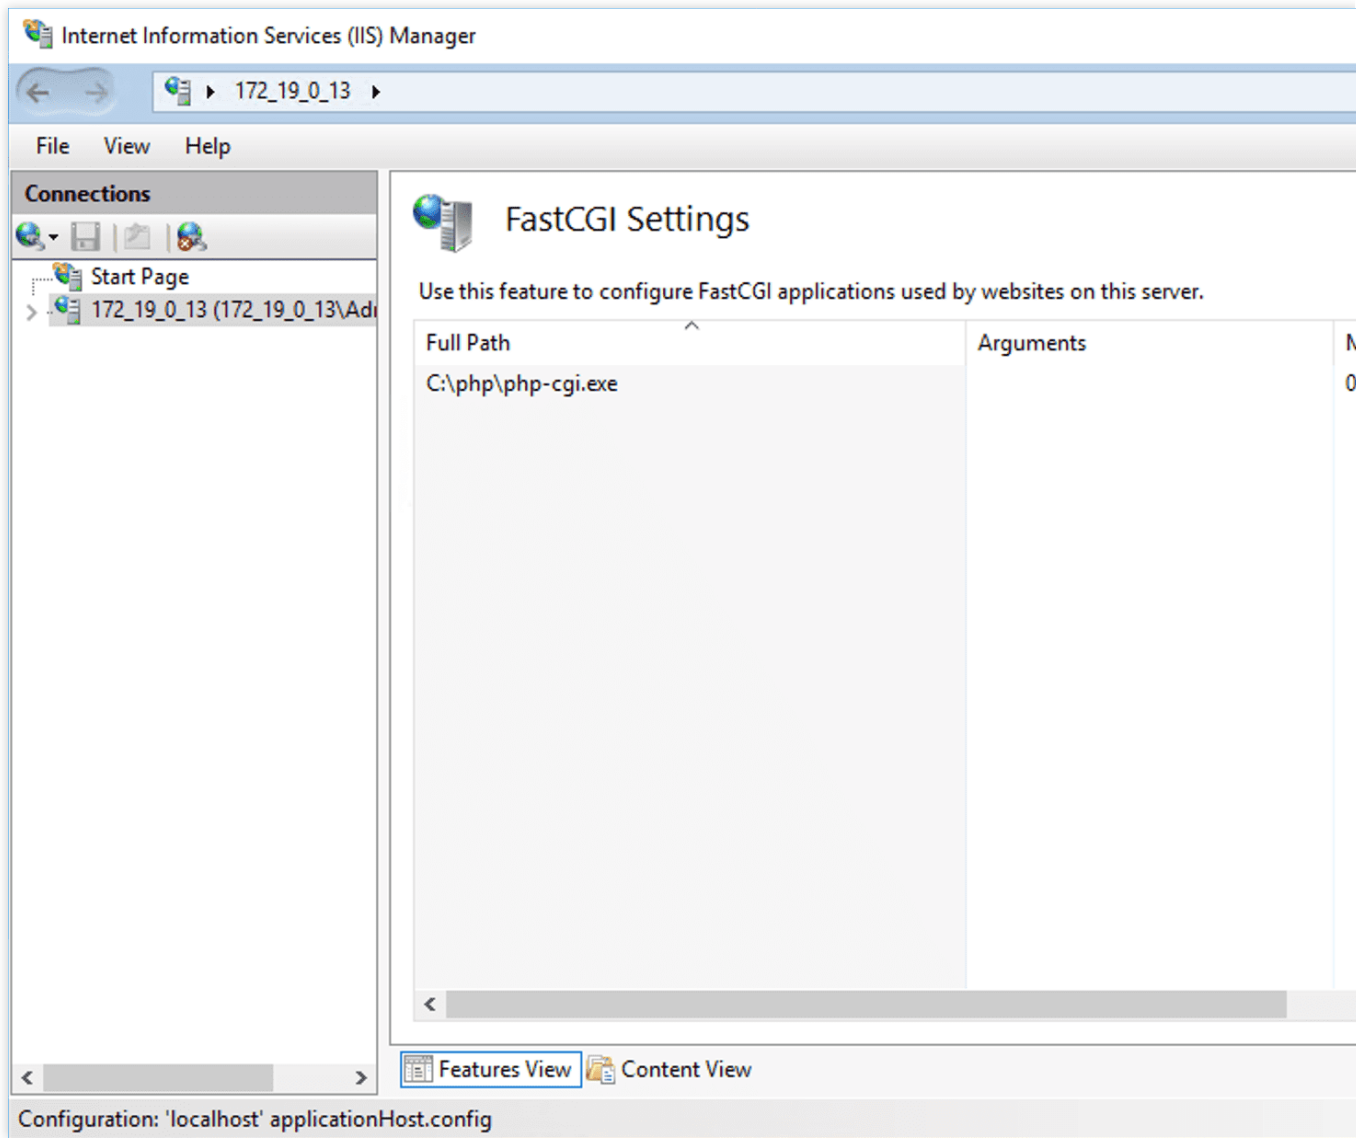 Internet Information Services (IIS) Manager
172_19_0_13
File View Help
Connections
Start Page
172_19_0_13 (172_19_0_13\Adı
FastCGI Settings
Use this feature to configure FastCGI applications used by websites on this server.
Full Path Arguments
C:\php\php-cgi.exe 0
Features View Content View
Configuration: 'localhost' applicationHost.config